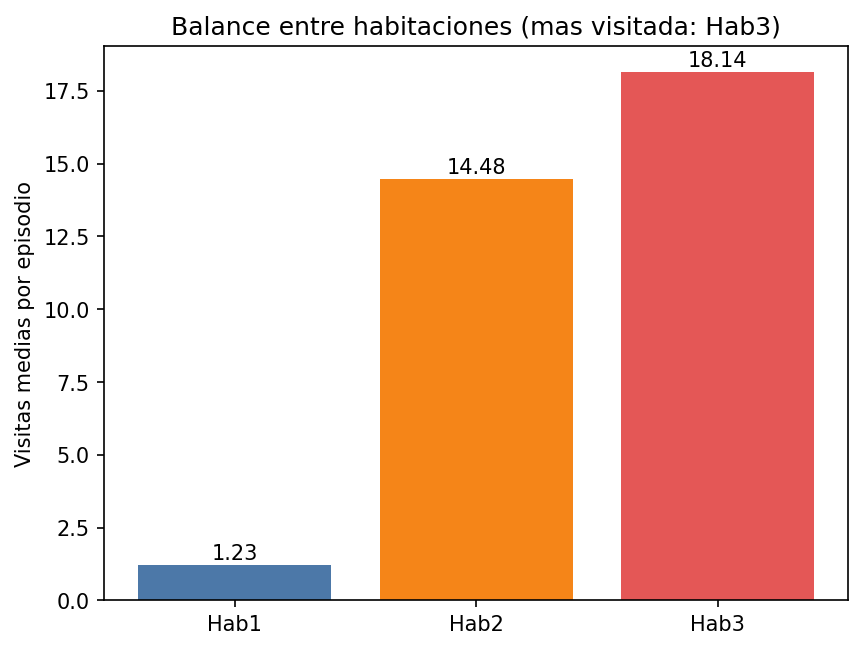 Balance entre habitaciones (mas visitada: Hab3)
Visitas medias por episodio
17.5
15.0
12.5
10.0
7.5
5.0
2.5
0.0
1.23
14.48
18.14
Hab1
Hab2
Hab3